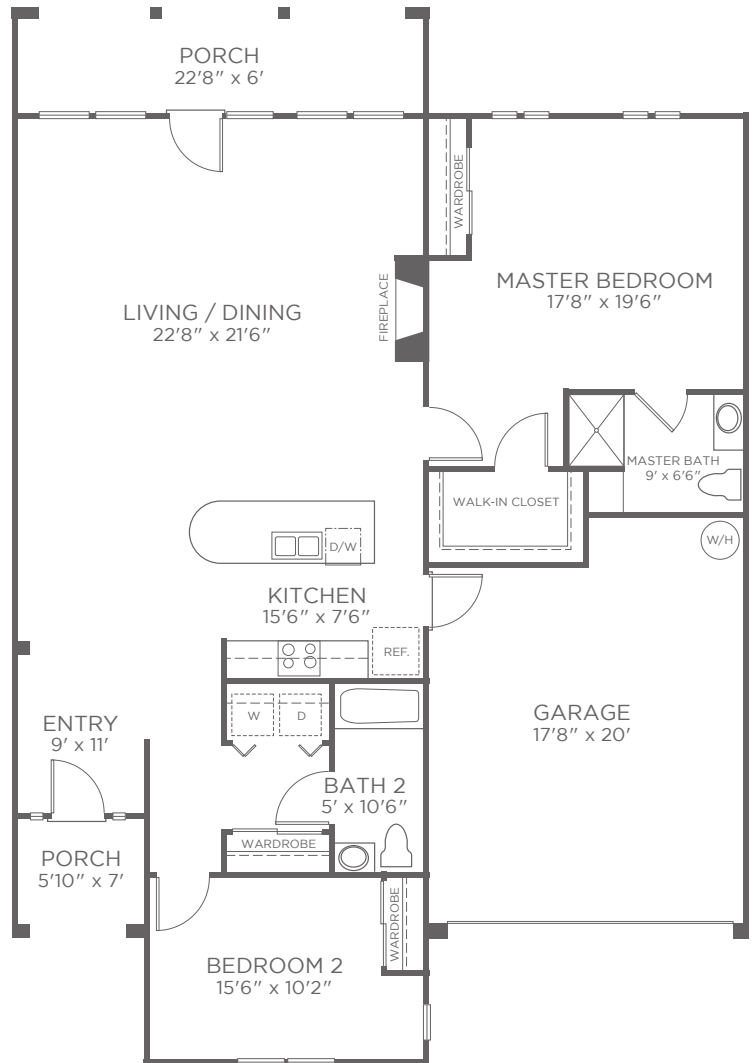 PORCH
22'8" x 6'
WARDROBE
MASTER BEDROOM
17'8" x 19'6"
FIREPLACE
LIVING / DINING
22'8" x 21'6"
MASTER BATH
9' x 6'6"
WALK-IN CLOSET
W/H
D/W
KITCHEN
15'6" x 7'6"
REF.
W
D
GARAGE
17'8" x 20'
ENTRY
9' x 11'
BATH 2
5' x 10'6"
WARDROBE
PORCH
5'10" x 7'
WARDROBE
BEDROOM 2
15'6" x 10'2"